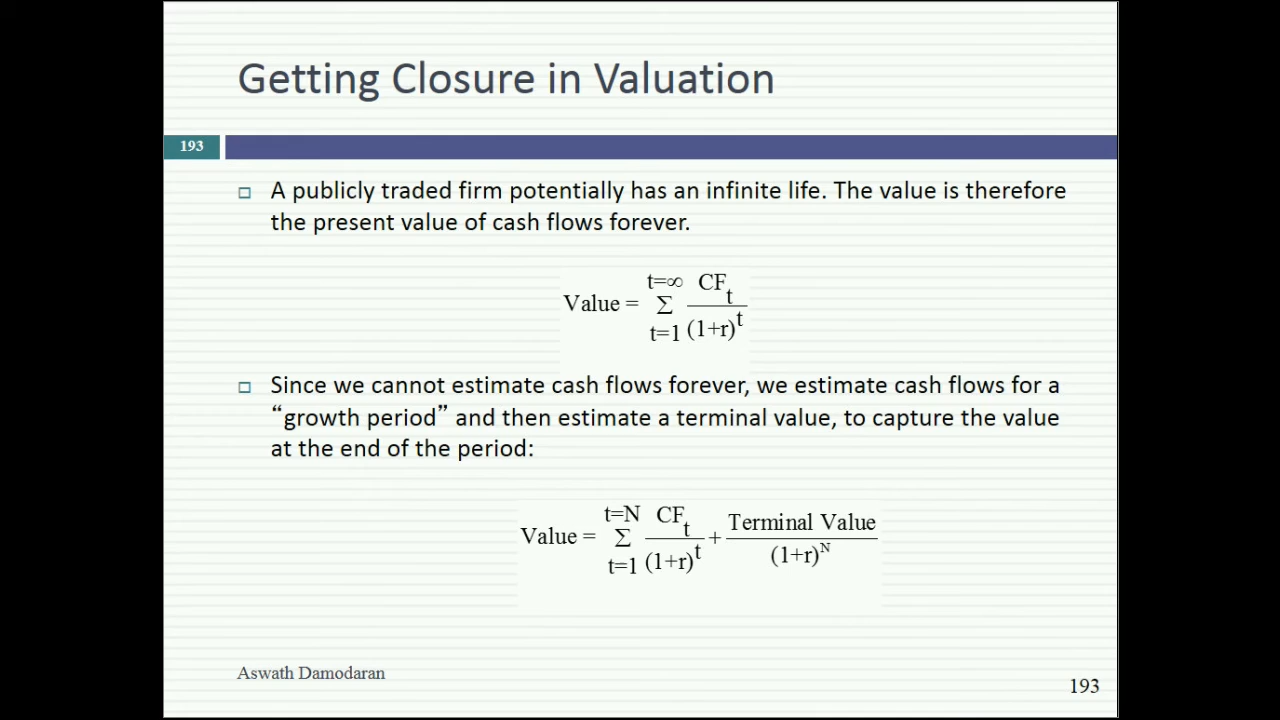 Getting Closure in Valuation
193
□ A publicly traded firm potentially has an infinite life. The value is therefore
the present value of cash flows forever.
t=∞ CF_t
Value = Σ ―
t=1 (1+r)^t
□ Since we cannot estimate cash flows forever, we estimate cash flows for a
“growth period” and then estimate a terminal value, to capture the value
at the end of the period:
t=N CF_t Terminal Value
Value = Σ ― + ―
t=1 (1+r)^t (1+r)^N
Aswath Damodaran
193